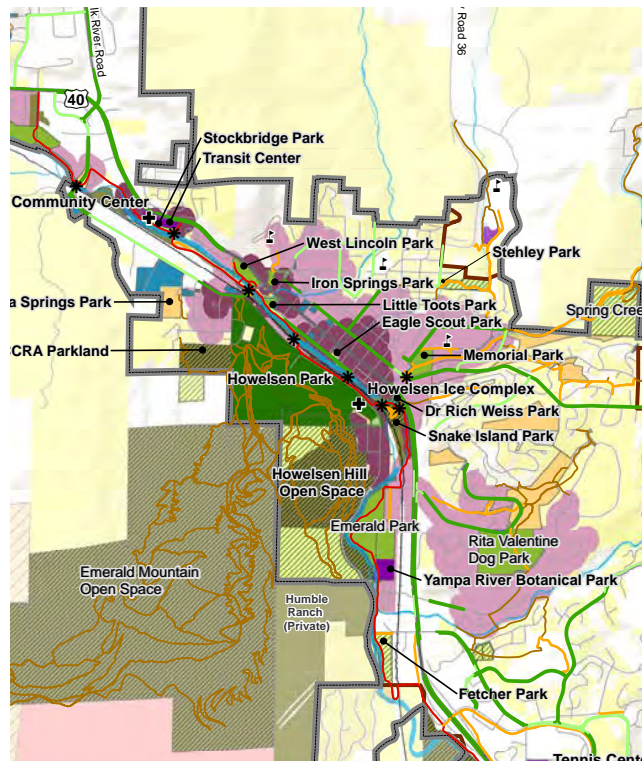 lk River Road
Road 36
40
Stockbridge Park
Transit Center
Community Center
West Lincoln Park
Stehley Park
Iron Springs Park
a Springs Park
Little Toots Park
Spring Cree
Eagle Scout Park
CRA Parkland
Memorial Park
Howelsen Park
Howelsen Ice Complex
Dr Rich Weiss Park
Snake Island Park
Howelsen Hill
Open Space
Emerald Park
Rita Valentine
Dog Park
Emerald Mountain
Open Space
Yampa River Botanical Park
Humble
Ranch
(Private)
Fetcher Park
Tennis Cente